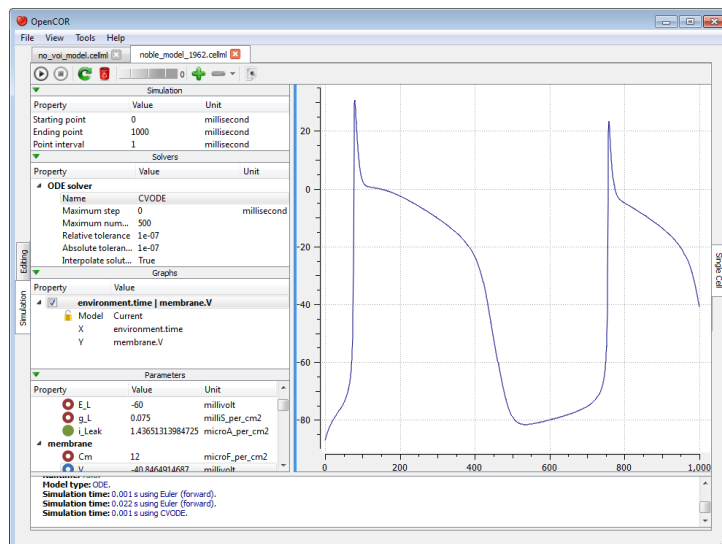 OpenCOR
File View Tools Help
no_voi_model.cellml noble_model_1962.cellml
0
Simulation
Property Value Unit
Starting point 0 millisecond
Ending point 1000 millisecond
Point interval 1 millisecond
Solvers
Property Value Unit
ODE solver
Name CVODE
Maximum step 0 millisecond
Maximum num... 500
Relative tolerance 1e-07
Absolute toleran... 1e-07
Interpolate solut... True
Graphs
Property Value
environment.time | membrane.V
Model Current
X environment.time
Y membrane.V
Parameters
Property Value Unit
E_L -60 millivolt
g_L 0.075 milliS_per_cm2
i_Leak 1.43651313984725 microA_per_cm2
membrane
Cm 12 microF_per_cm2
V -40.8464914687 millivolt
Model type: ODE.
Simulation time: 0.001 s using Euler (forward).
Simulation time: 0.022 s using Euler (forward).
Simulation time: 0.001 s using CVODE.
Editing
Simulation
20
0
-20
-40
-60
-80
0 200 400 600 800 1,000
Single Cell